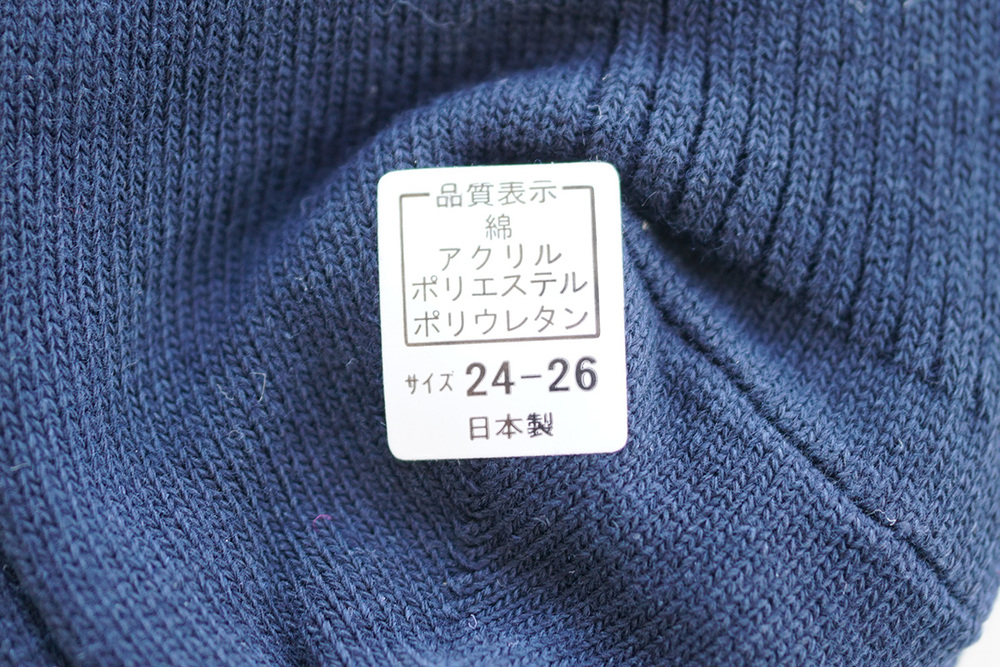 品質表示
綿
アクリル
ポリエステル
ポリウレタン
サイズ 24-26
日本製